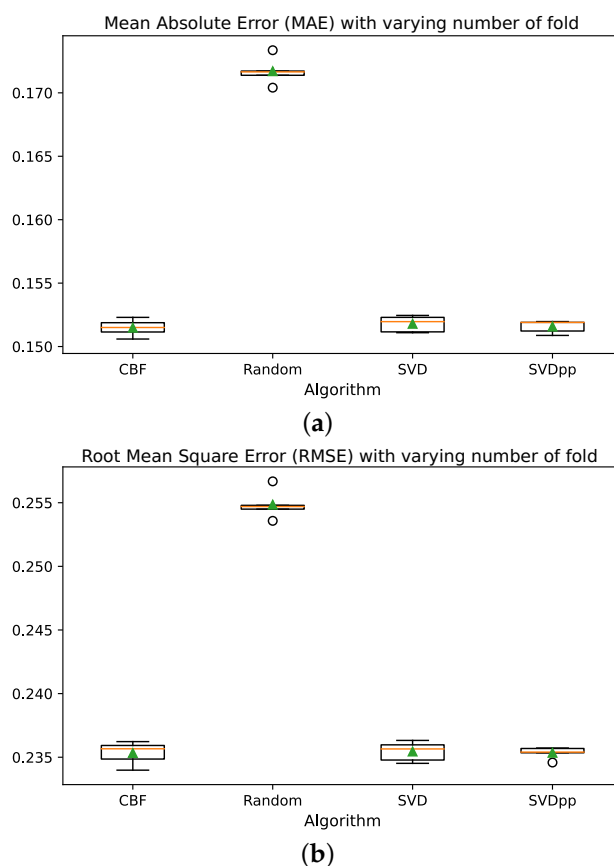 Mean Absolute Error (MAE) with varying number of fold
0.170
0.165
0.160
0.155
0.150
CBF Random SVD SVDpp
Algorithm
(a)
Root Mean Square Error (RMSE) with varying number of fold
0.255
0.250
0.245
0.240
0.235
CBF Random SVD SVDpp
Algorithm
(b)